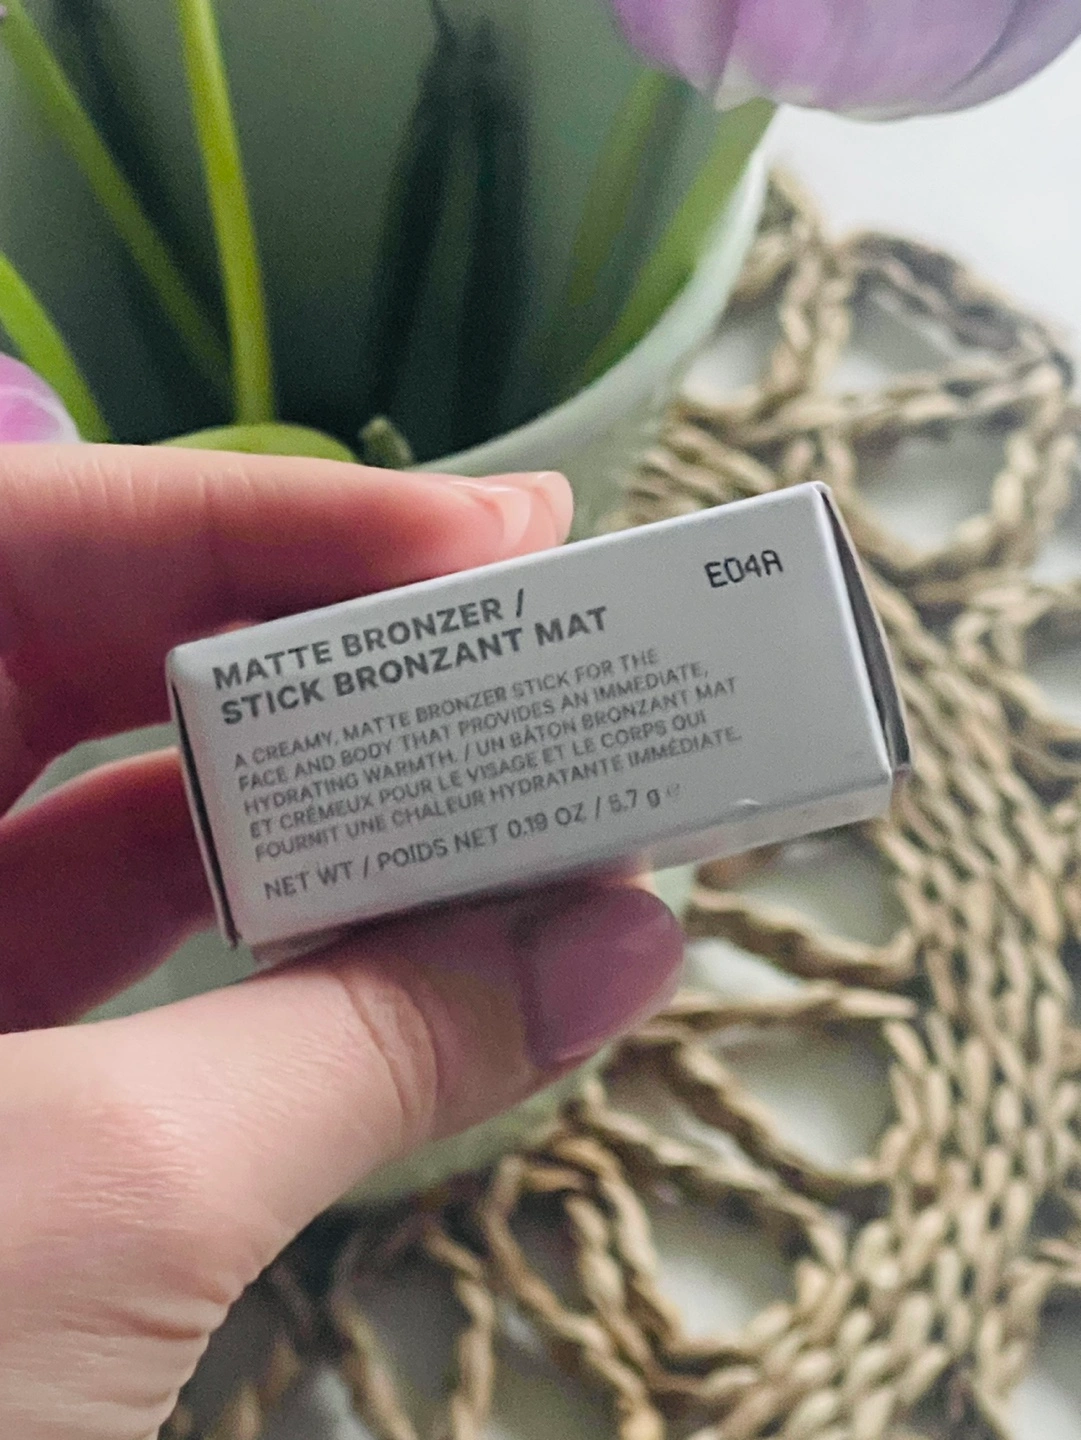 E04A
MATTE BRONZER /
STICK BRONZANT MAT
A CREAMY, MATTE BRONZER STICK FOR THE
FACE AND BODY THAT PROVIDES AN IMMEDIATE,
HYDRATING WARMTH. / UN BÂTON BRONZANT MAT
ET CRÉMEUX POUR LE VISAGE ET LE CORPS QUI
FOURNIT UNE CHALEUR HYDRATANTE IMMÉDIATE.
NET WT / POIDS NET 0.19 OZ / 5.7 g ℮